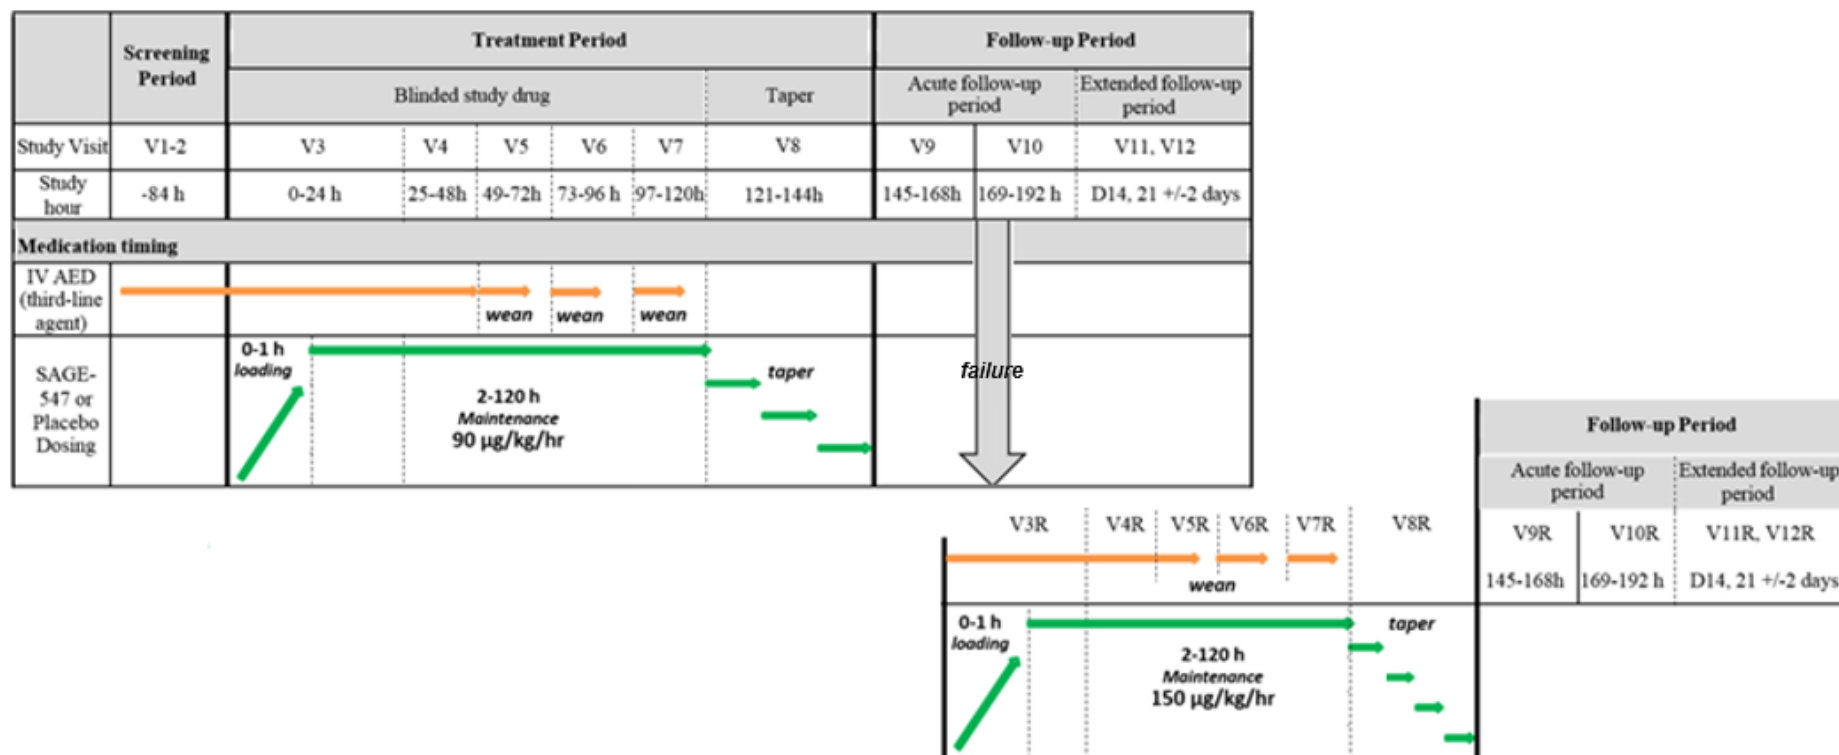 Screening
Period
Treatment Period
Follow-up Period
Blinded study drug
Taper
Acute follow-up
period
Extended follow-up
period
Study Visit
V1-2
V3
V4
V5
V6
V7
V8
V9
V10
V11, V12
Study
hour
-84 h
0-24 h
25-48h
49-72h
73-96 h
97-120h
121-144h
145-168h
169-192 h
D14, 21 +/-2 days
Medication timing
IV AED
(third-line
agent)
wean
wean
wean
SAGE-
547 or
Placebo
Dosing
0-1 h
loading
2-120 h
Maintenance
90 µg/kg/hr
taper
failure
Follow-up Period
Acute follow-up
period
Extended follow-up
period
V3R
V4R
V5R
V6R
V7R
V8R
V9R
V10R
V11R, V12R
wean
145-168h
169-192 h
D14, 21 +/-2 days
0-1 h
loading
2-120 h
Maintenance
150 µg/kg/hr
taper